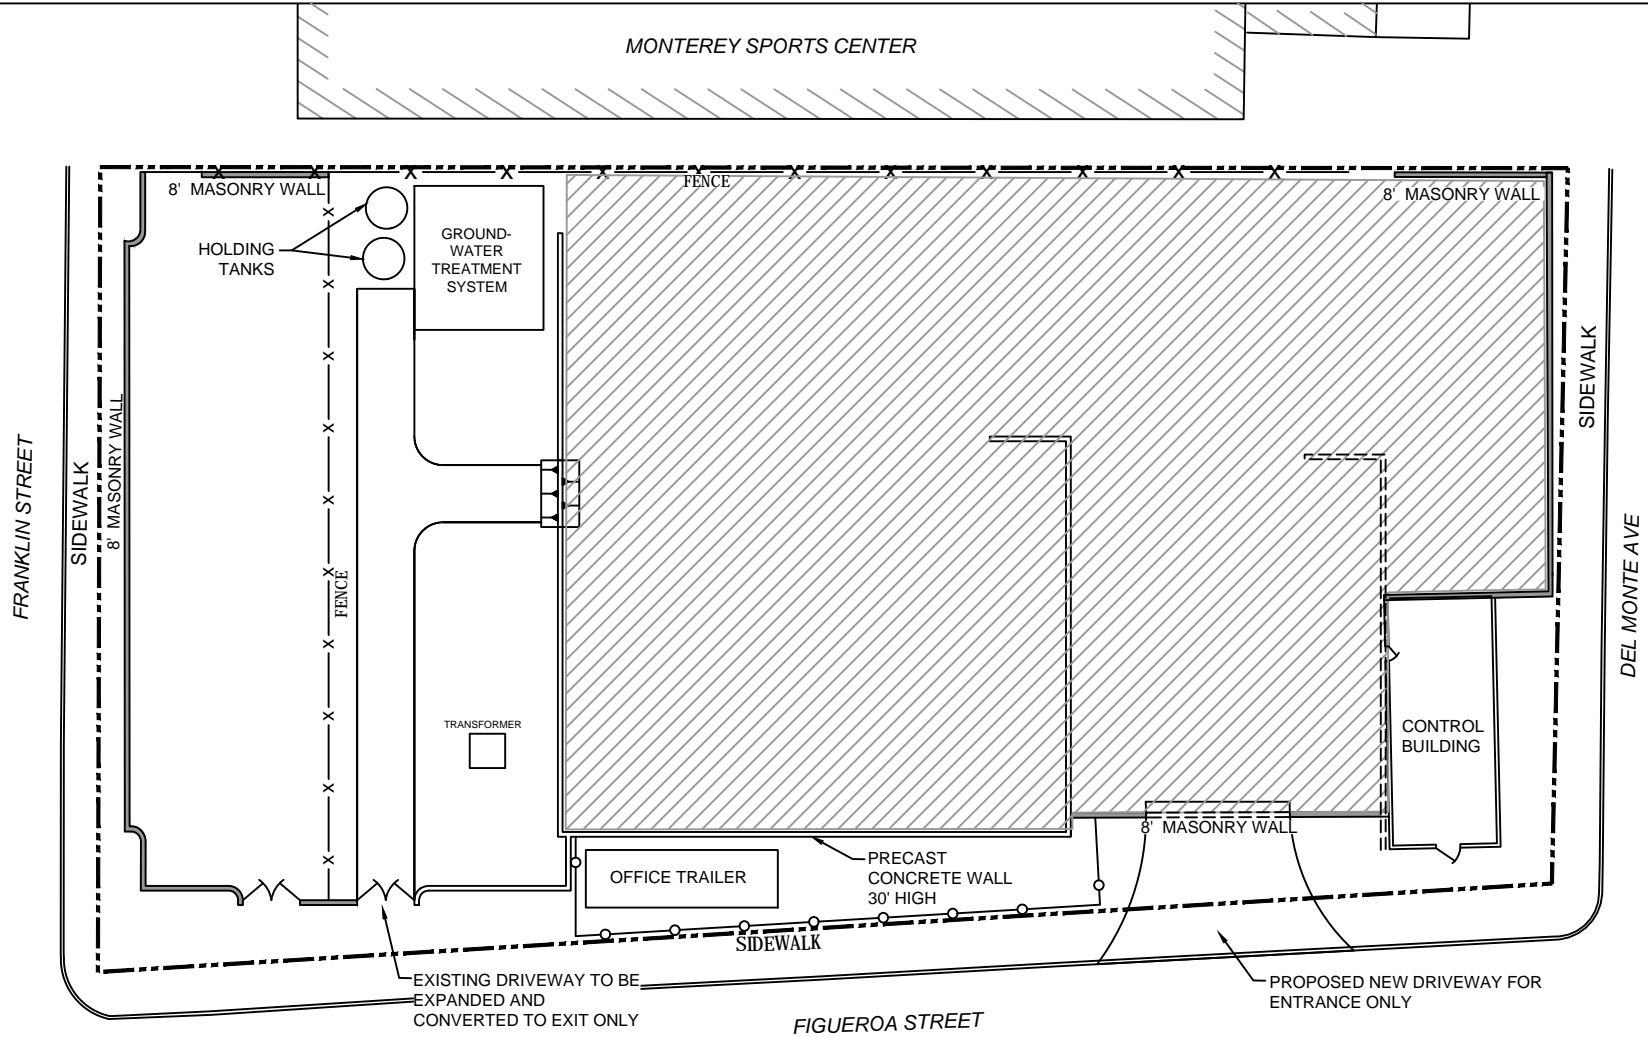 MONTEREY SPORTS CENTER
8' MASONRY WALL
FENCE
8' MASONRY WALL
HOLDING
TANKS
GROUND-
WATER
TREATMENT
SYSTEM
FRANKLIN STREET
SIDEWALK
8' MASONRY WALL
FENCE
SIDEWALK
DEL MONTE AVE
TRANSFORMER
CONTROL
BUILDING
8' MASONRY WALL
OFFICE TRAILER
PRECAST
CONCRETE WALL
30' HIGH
SIDEWALK
EXISTING DRIVEWAY TO BE
EXPANDED AND
CONVERTED TO EXIT ONLY
PROPOSED NEW DRIVEWAY FOR
ENTRANCE ONLY
FIGUEROA STREET